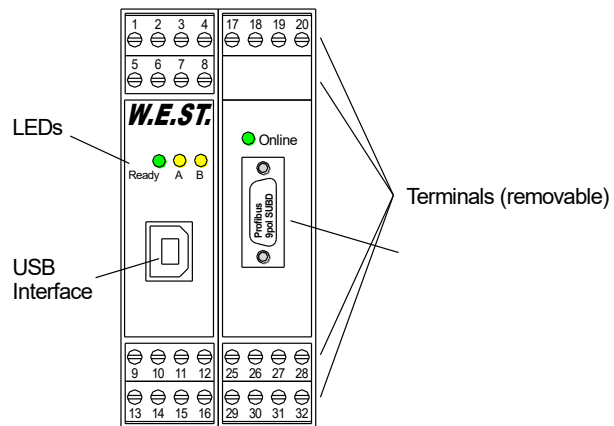 1 2 3 4 17 18 19 20
5 6 7 8
W.E.ST.
LEDs
Online
Ready A B
Profibus
9pol SUBD
Terminals (removable)
USB
Interface
9 10 11 12 25 26 27 28
13 14 15 16 29 30 31 32